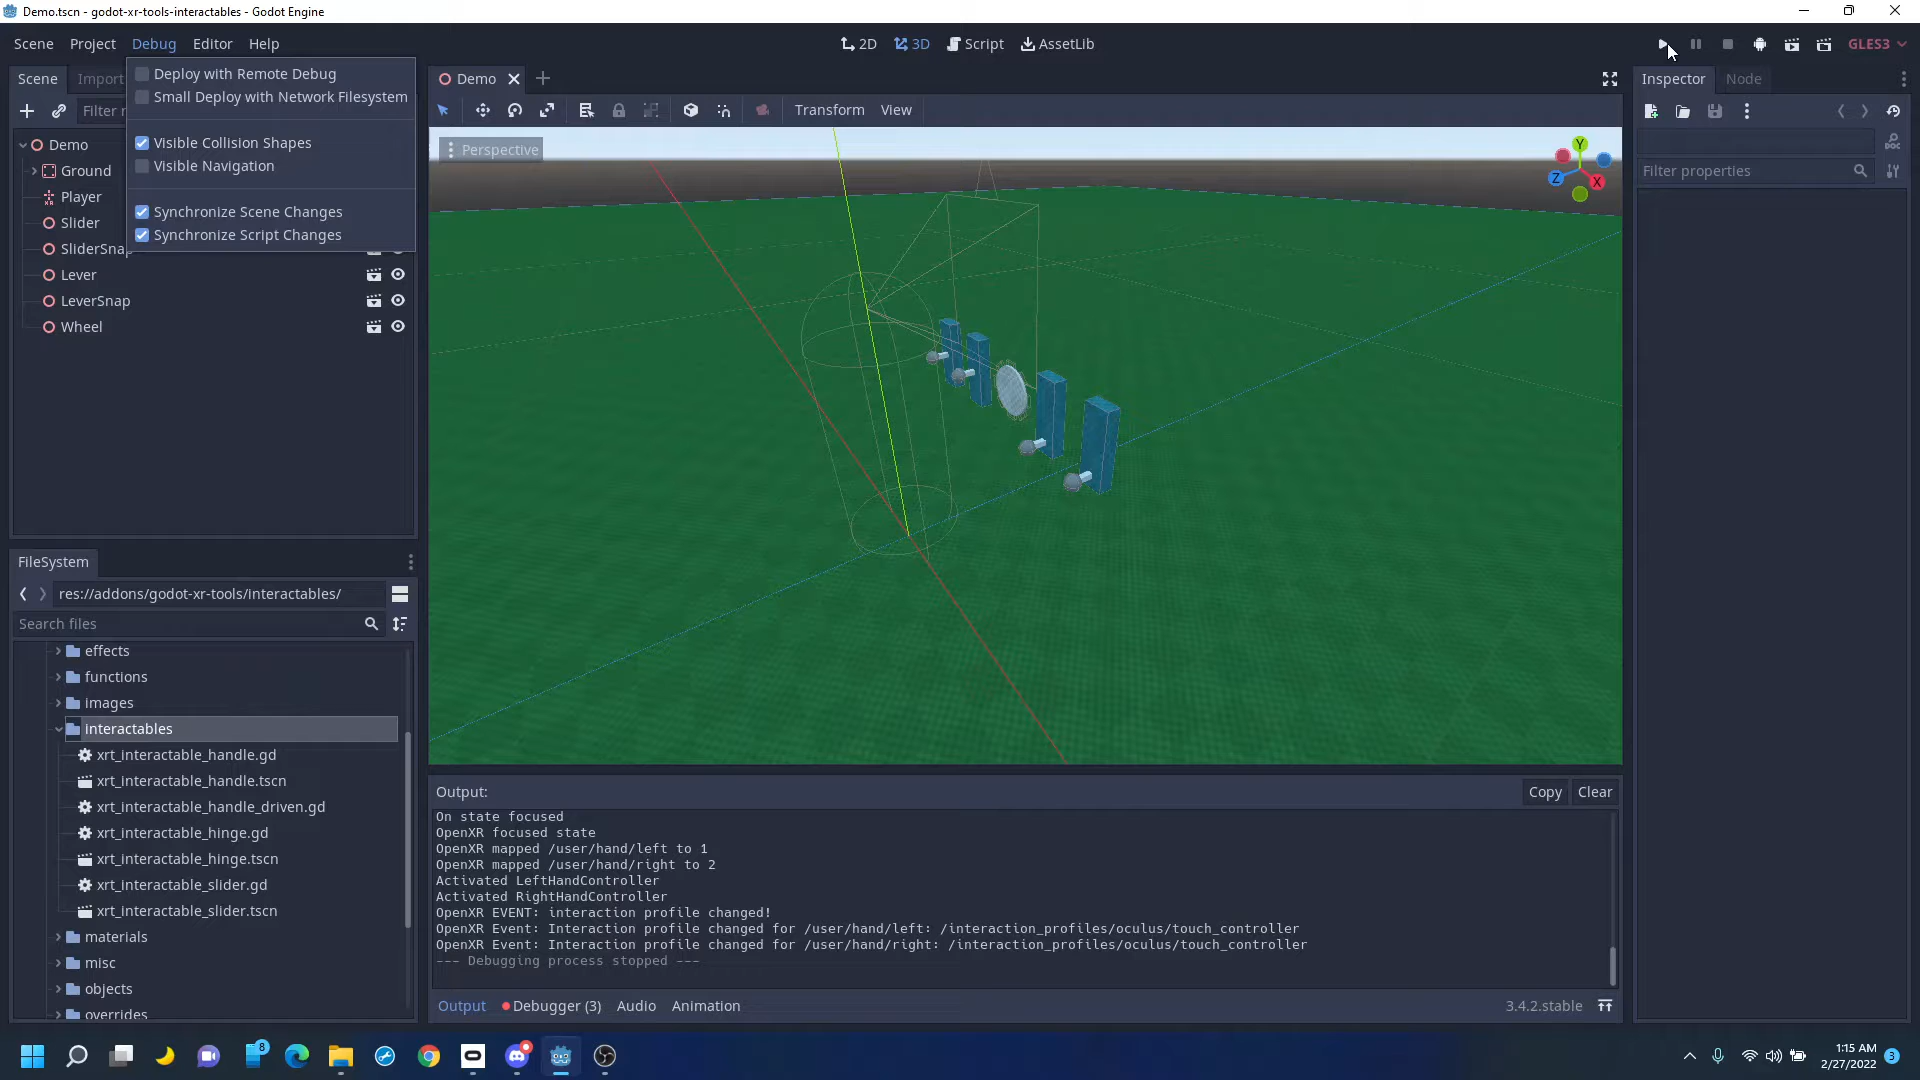 Demo.tscn - godot-xr-tools-interactables - Godot Engine
Scene Project Debug Editor Help
2D 3D Script AssetLib
GLES3
Scene Import
Deploy with Remote Debug
Small Deploy with Network Filesystem
Visible Collision Shapes
Visible Navigation
Synchronize Scene Changes
Synchronize Script Changes
Filter
Demo
Ground
Player
Slider
SliderSnap
Lever
LeverSnap
Wheel
FileSystem
res://addons/godot-xr-tools/interactables/
Search files
effects
functions
images
interactables
xrt_interactable_handle.gd
xrt_interactable_handle.tscn
xrt_interactable_handle_driven.gd
xrt_interactable_hinge.gd
xrt_interactable_hinge.tscn
xrt_interactable_slider.gd
xrt_interactable_slider.tscn
materials
misc
objects
overrides
Demo
Transform View
Perspective
Y
Z
X
Output:
Copy Clear
On state focused
OpenXR focused state
OpenXR mapped /user/hand/left to 1
OpenXR mapped /user/hand/right to 2
Activated LeftHandController
Activated RightHandController
OpenXR EVENT: interaction profile changed!
OpenXR Event: Interaction profile changed for /user/hand/left: /interaction_profiles/oculus/touch_controller
OpenXR Event: Interaction profile changed for /user/hand/right: /interaction_profiles/oculus/touch_controller
--- Debugging process stopped ---
Output Debugger (3) Audio Animation
3.4.2.stable
Inspector Node
DOC
Filter properties
8
1:15 AM
2/27/2022
3